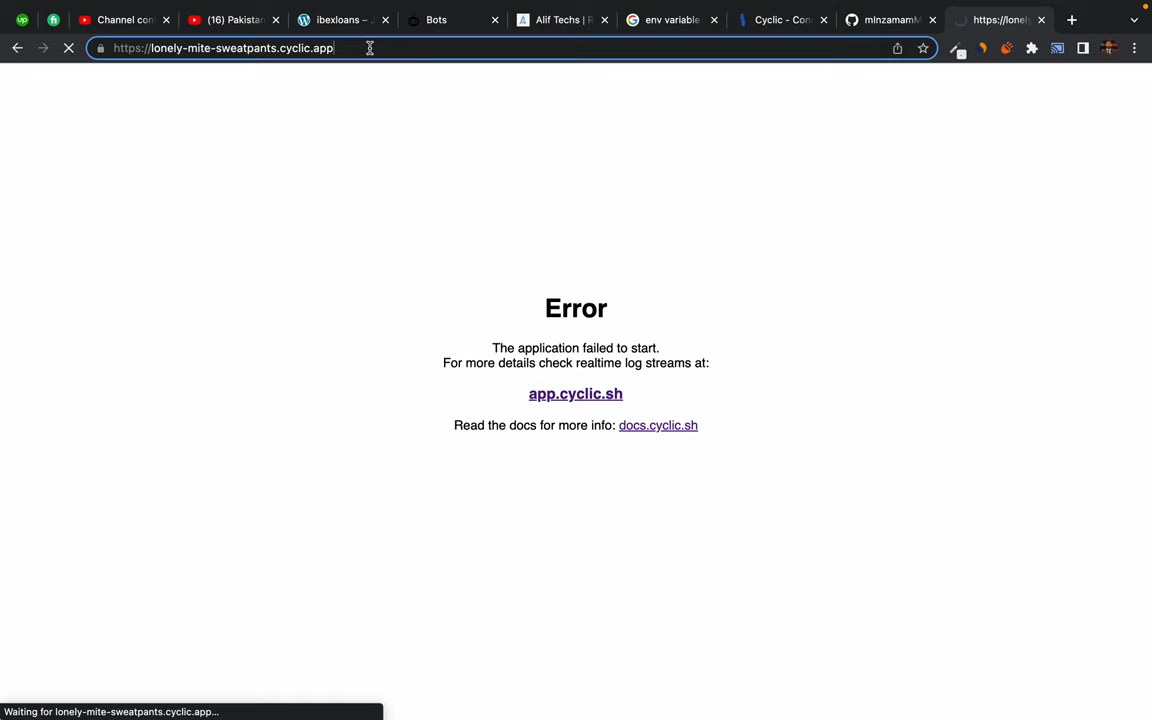 Channel con
(16) Pakistan
ibexloans – J
Bots
Alif Techs | R
env variable
Cyclic - Con
mInzamamM
https://lonely
https://lonely-mite-sweatpants.cyclic.app
Error
The application failed to start.
For more details check realtime log streams at:
app.cyclic.sh
Read the docs for more info: docs.cyclic.sh
Waiting for lonely-mite-sweatpants.cyclic.app...